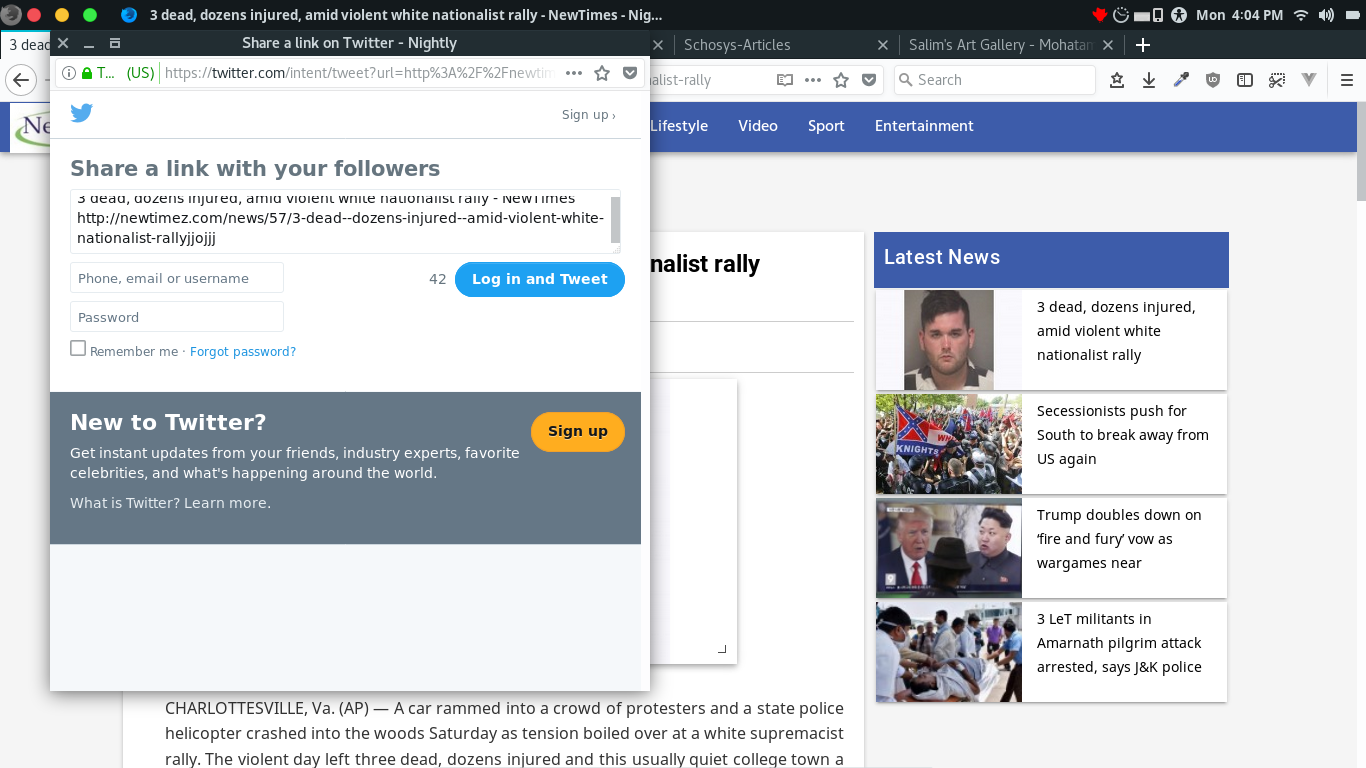 3 dead, dozens injured, amid violent white nationalist rally - NewTimes - Nig...
Mon 4:04 PM
3 dead
Share a link on Twitter - Nightly
Schosys-Articles
Salim's Art Gallery - Mohatam
T... (US) https://twitter.com/intent/tweet?url=http%3A%2F%2Fnewtim
nalist-rally
Search
Ne
Lifestyle
Video
Sport
Entertainment
Sign up ›
Share a link with your followers
3 dead, dozens injured, amid violent white nationalist rally - NewTimes
http://newtimez.com/news/57/3-dead--dozens-injured--amid-violent-white-
nationalist-rallyjjojjj
Phone, email or username
42
Log in and Tweet
Password
Remember me · Forgot password?
New to Twitter?
Sign up
Get instant updates from your friends, industry experts, favorite
celebrities, and what's happening around the world.
What is Twitter? Learn more.
nalist rally
CHARLOTTESVILLE, Va. (AP) — A car rammed into a crowd of protesters and a state police
helicopter crashed into the woods Saturday as tension boiled over at a white supremacist
rally. The violent day left three dead, dozens injured and this usually quiet college town a
Latest News
3 dead, dozens injured,
amid violent white
nationalist rally
KNIGHTS
Secessionists push for
South to break away from
US again
Trump doubles down on
‘fire and fury’ vow as
wargames near
3 LeT militants in
Amarnath pilgrim attack
arrested, says J&K police